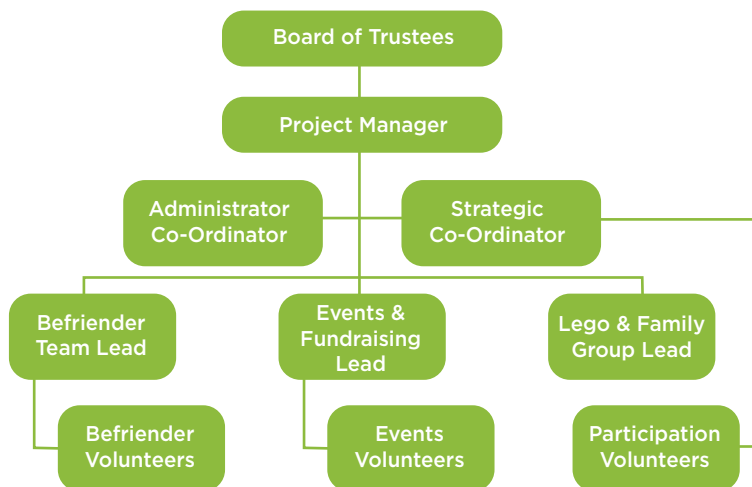 Board of Trustees
Project Manager
Administrator
Co-Ordinator
Strategic
Co-Ordinator
Befriender
Team Lead
Events &
Fundraising
Lead
Lego & Family
Group Lead
Befriender
Volunteers
Events
Volunteers
Participation
Volunteers